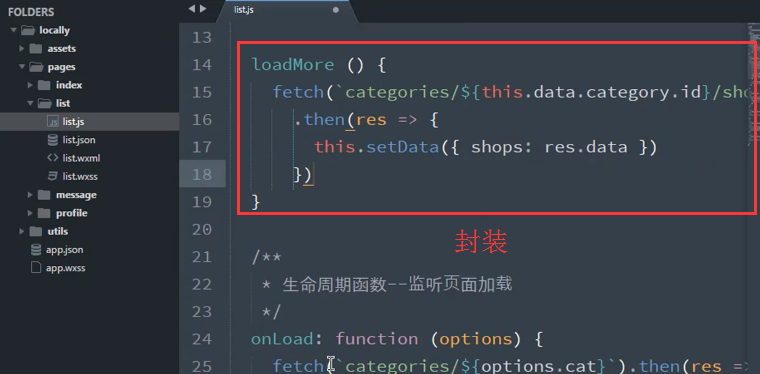 FOLDERS
locally
assets
pages
index
list
list.js
list.json
list.wxml
list.wxss
message
profile
utils
app.json
app.wxss
list.js
13
14 loadMore () {
15 fetch(`categories/${this.data.category.id}/sho
16 .then(res => {
17 this.setData({ shops: res.data })
18 })
19 }
封装
20
21 /**
22 * 生命周期函数--监听页面加载
23 */
24 onLoad: function (options) {
25 fetch(`categories/${options.cat}`).then(res =>